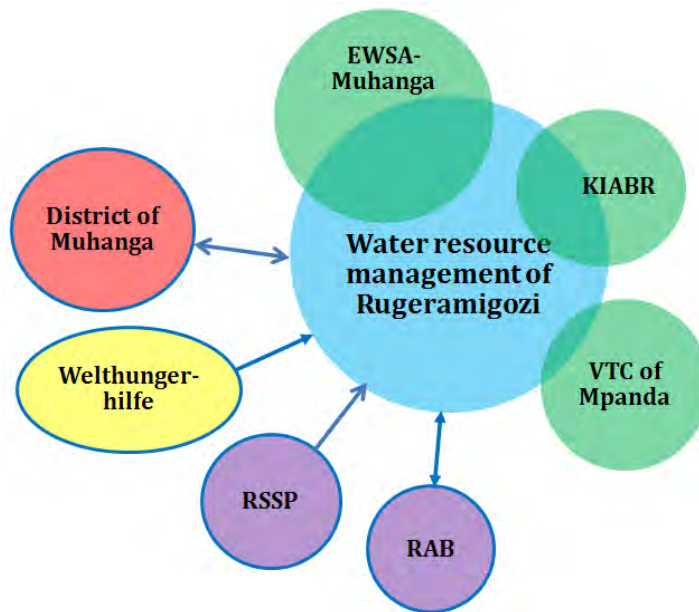 EWSA-
Muhanga
KIABR
District of
Muhanga
Water resource
management of
Rugeramigozi
Welthunger-
hilfe
VTC of
Mpanda
RSSP
RAB